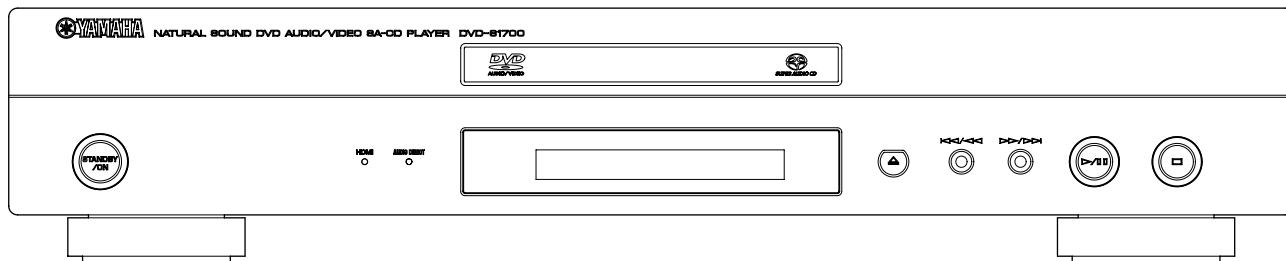 YAMAHA NATURAL SOUND DVD AUDIO/VIDEO SA-CD PLAYER DVD-S1700
DVD
AUDIO/VIDEO
SUPER AUDIO CD
STANDBY
/ON
HDMI
AUDIO DIRECT